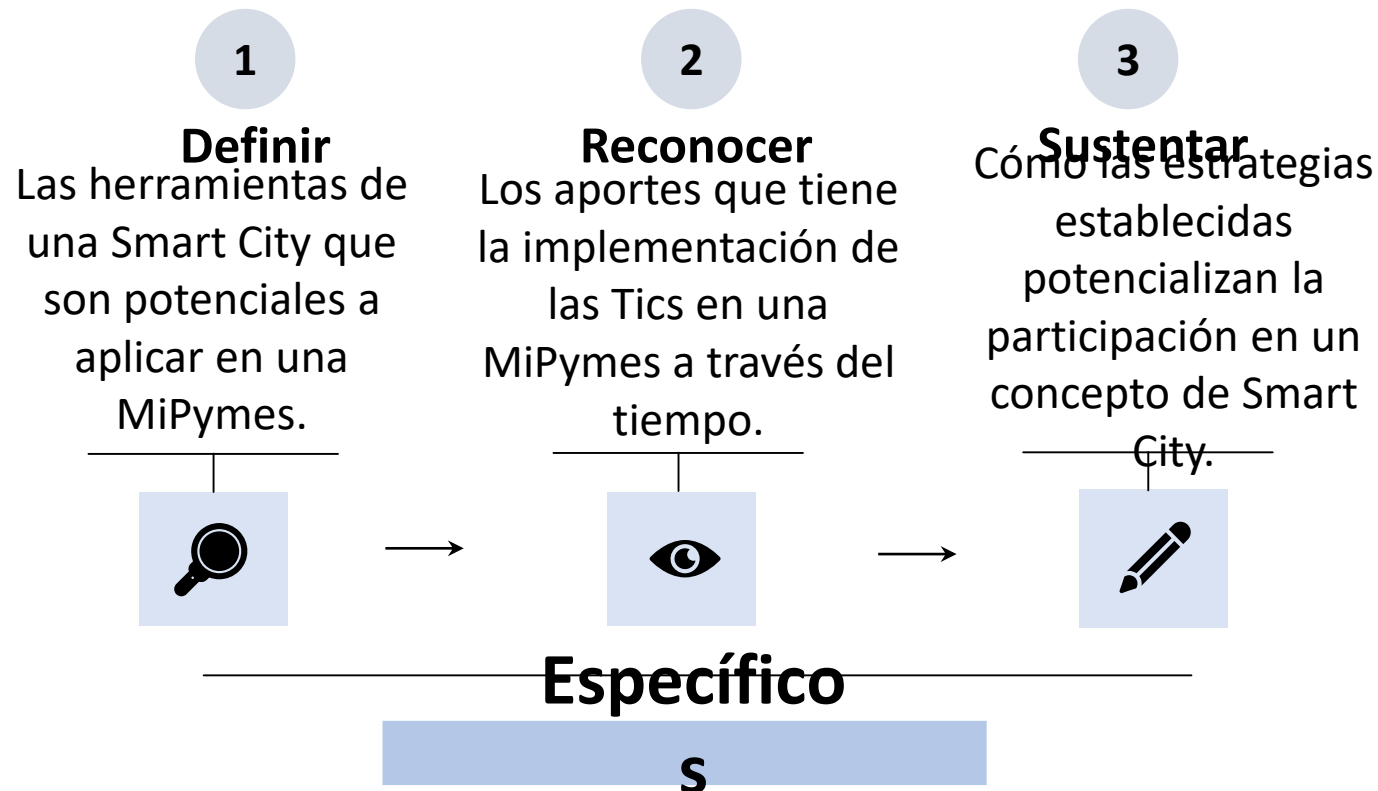 1
Definir
Las herramientas de
una Smart City que
son potenciales a
aplicar en una
MiPymes.
2
Reconocer
Los aportes que tiene
la implementación de
las Tics en una
MiPymes a través del
tiempo.
3
Sustentar
Cómo las estrategias
establecidas
potencializan la
participación en un
concepto de Smart
City.
Específico
s